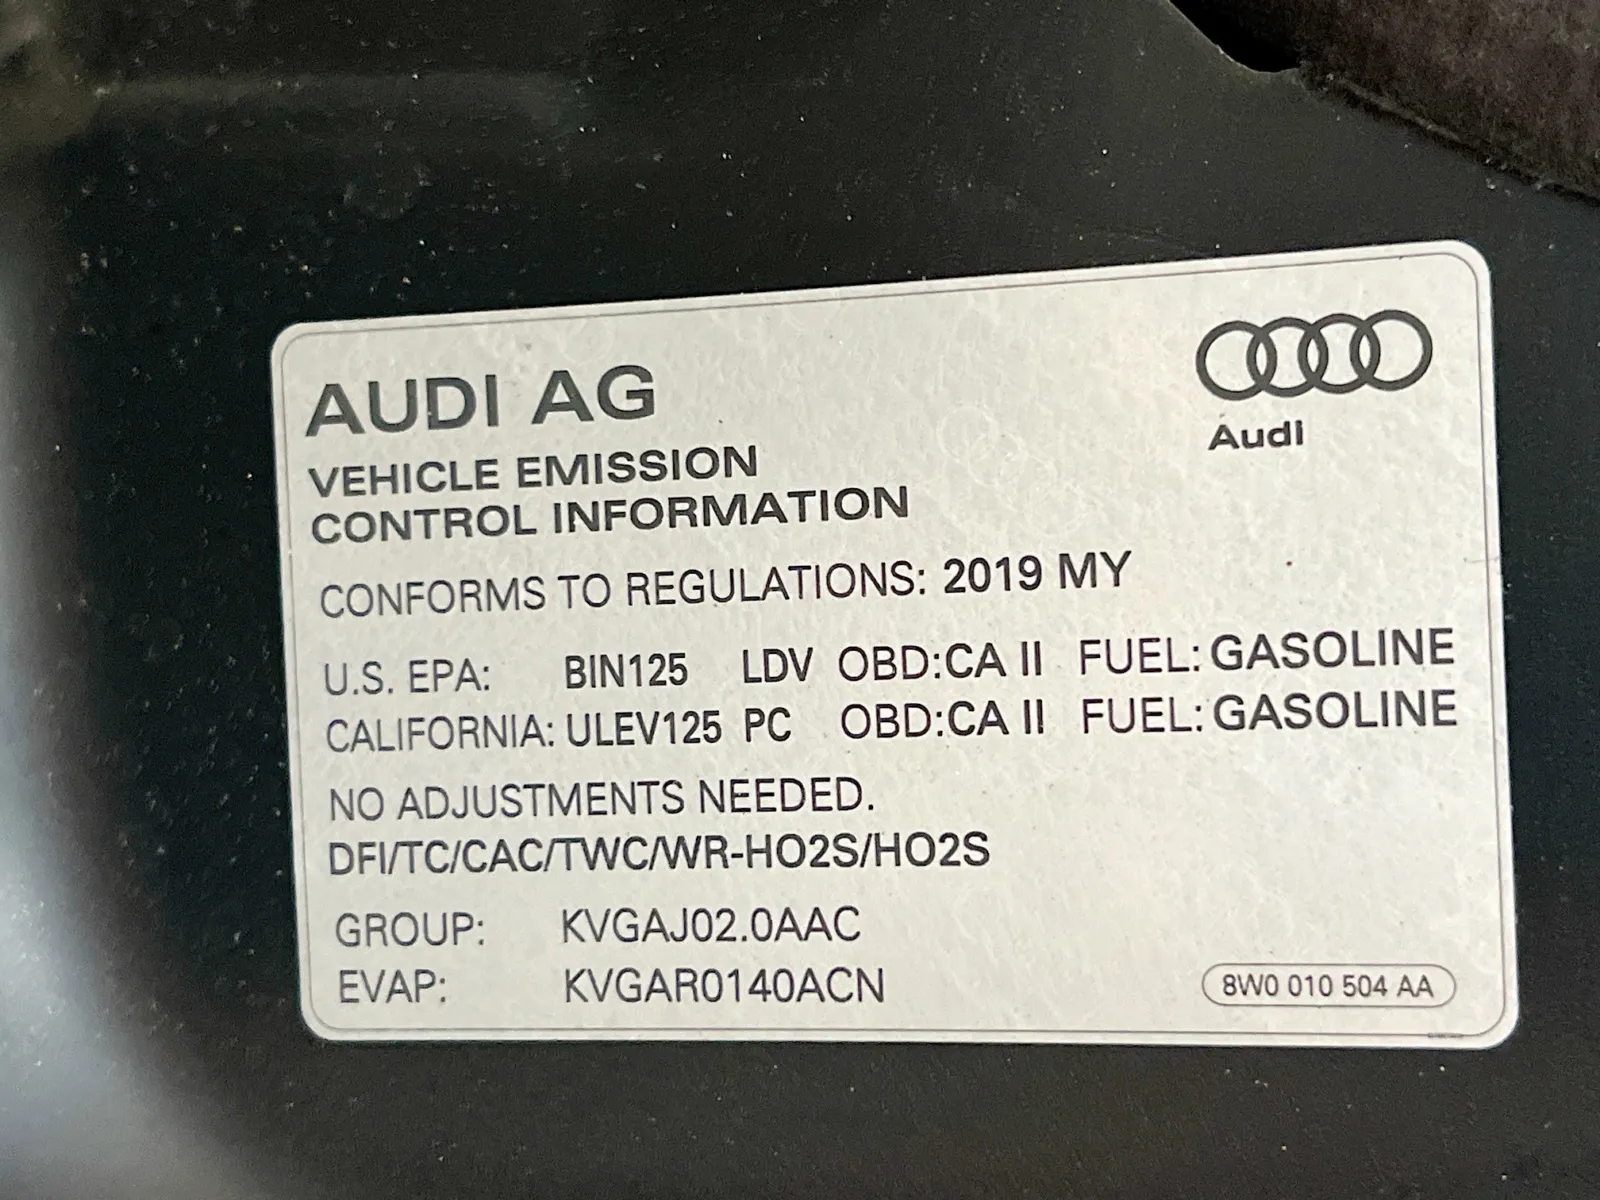 AUDI AG
Audi
VEHICLE EMISSION
CONTROL INFORMATION
CONFORMS TO REGULATIONS: 2019 MY
U.S. EPA: BIN125 LDV OBD:CA II FUEL: GASOLINE
CALIFORNIA: ULEV125 PC OBD:CA II FUEL: GASOLINE
NO ADJUSTMENTS NEEDED.
DFI/TC/CAC/TWC/WR-HO2S/HO2S
GROUP: KVGAJ02.0AAC
EVAP: KVGAR0140ACN
8W0 010 504 AA